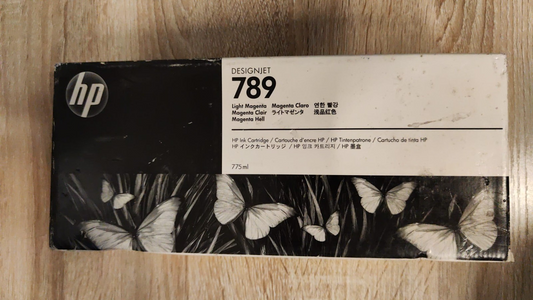 hp
DESIGNJET
789
Light Magenta Magenta Claro 연한 빨강
Magenta Clair ライトマゼンタ 浅品红色
Magenta Hell
HP Ink Cartridge / Cartouche d'encre HP / HP Tintenpatrone / Cartucho de tinta HP
HP インクカートリッジ / HP 잉크 카트리지 / HP 墨盒
775 ml